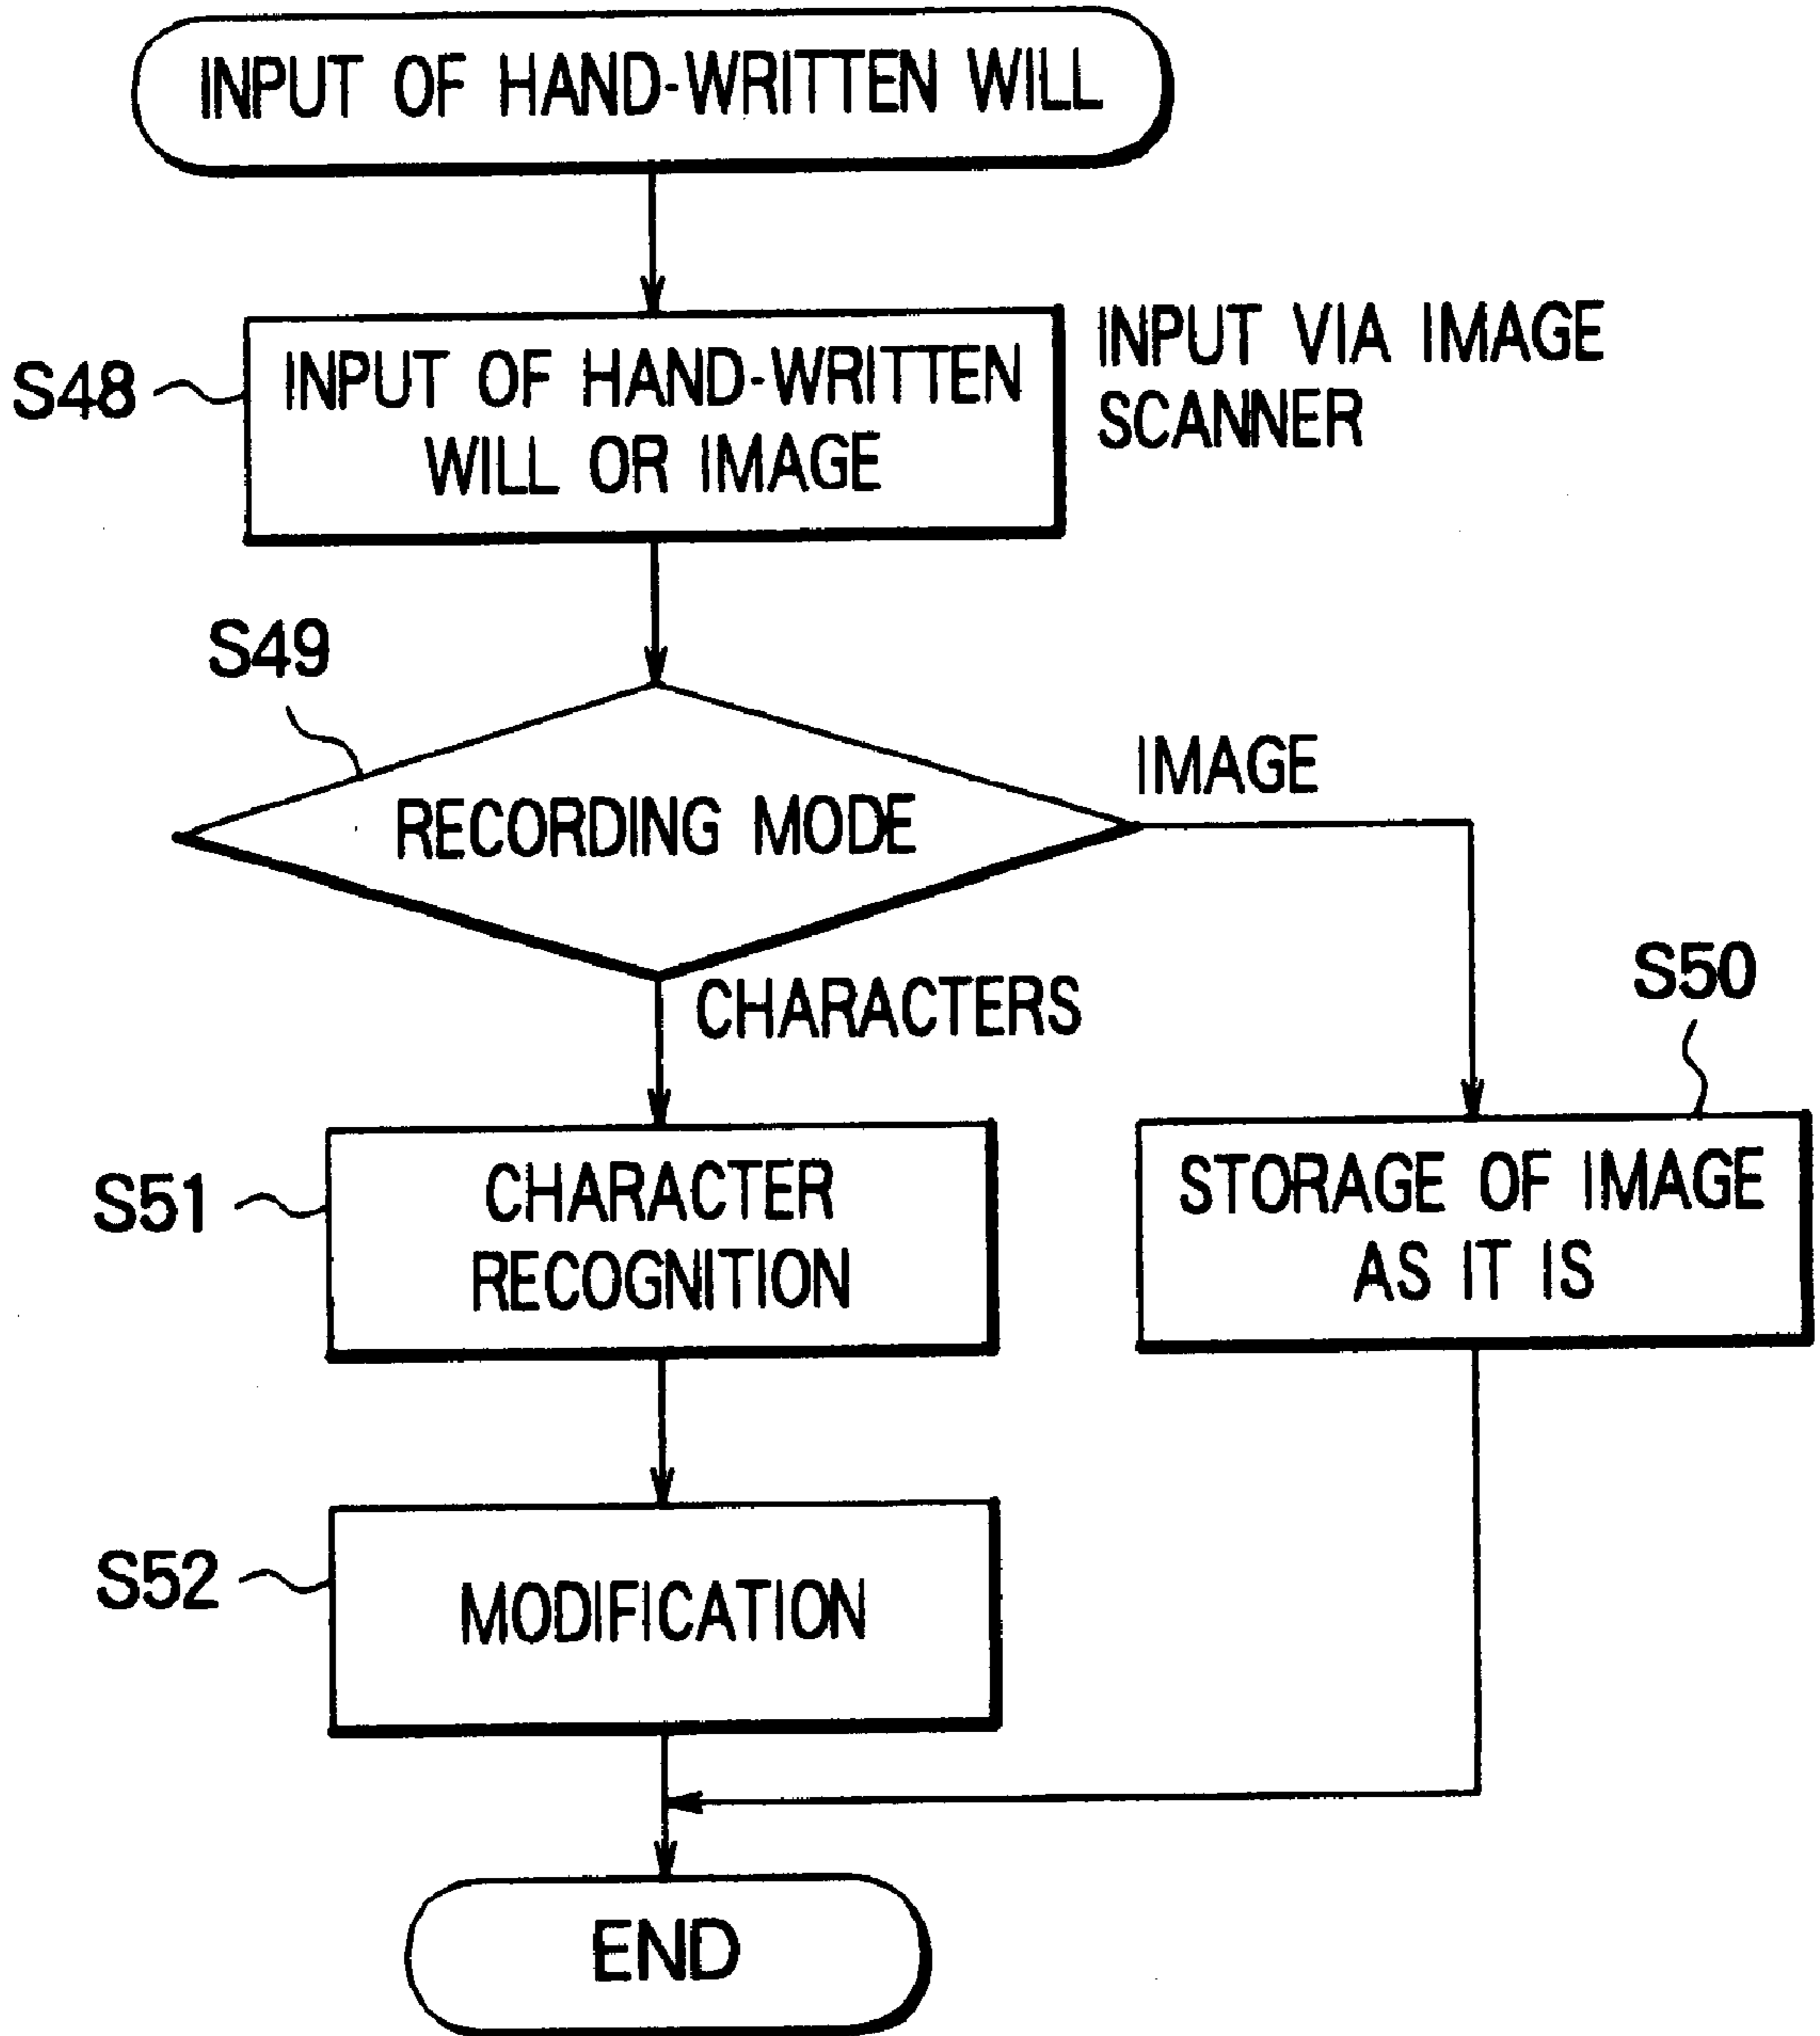 INPUT OF HAND-WRITTEN WILL
S48
INPUT OF HAND-WRITTEN
WILL OR IMAGE
INPUT VIA IMAGE
SCANNER
S49
RECORDING MODE
IMAGE
CHARACTERS
S50
STORAGE OF IMAGE
AS IT IS
S51
CHARACTER
RECOGNITION
S52
MODIFICATION
END